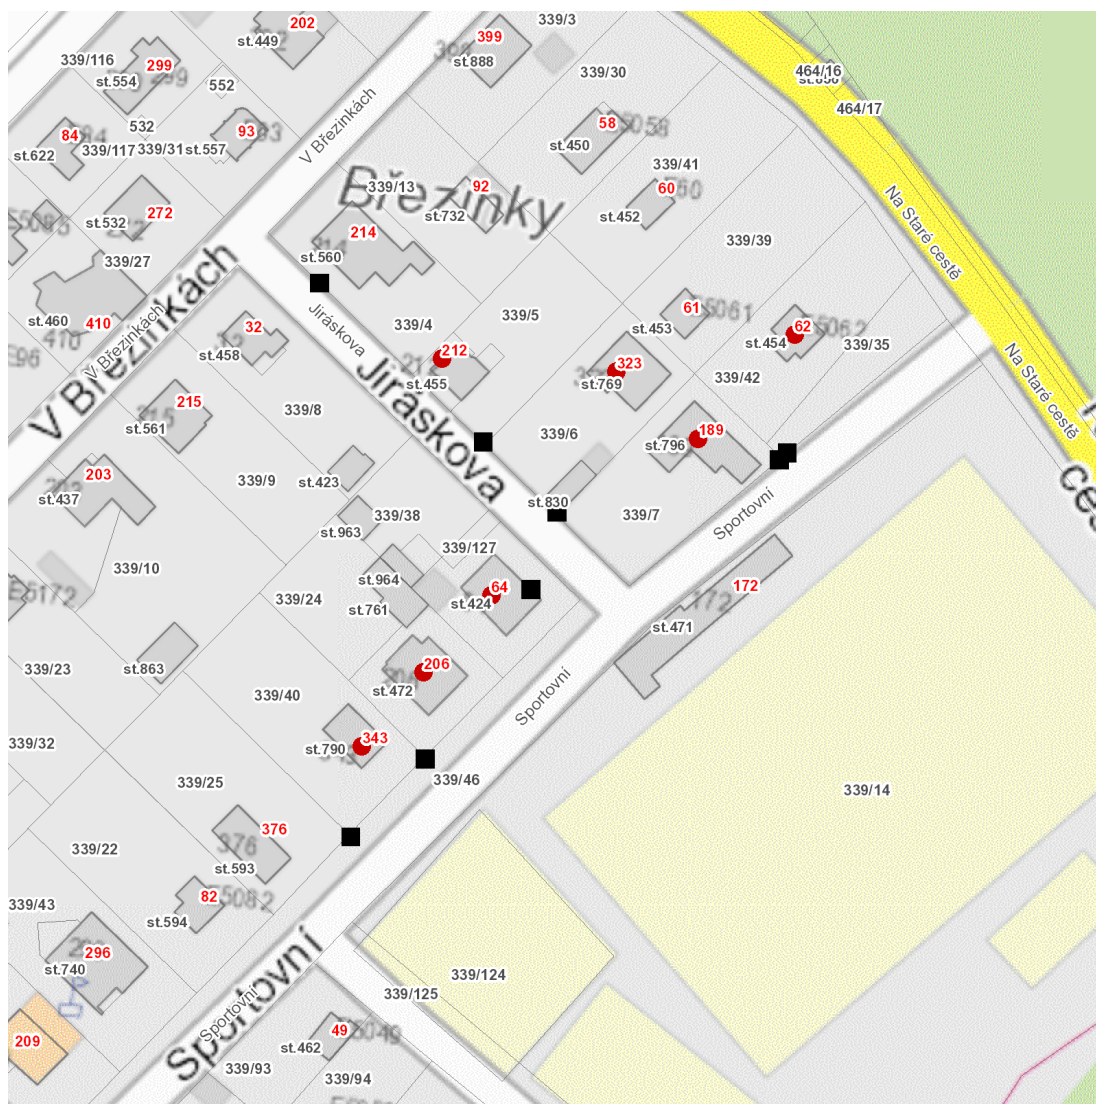 202
399
339/3
st.449
339/116
299
st.888
st.554
339/30
464/16
552
464/17
58
532
84
93
st.450
339/117
339/31
st.557
st.622
V Březinkách
339/41
92
339/13
60
Březinky
272
st.532
st.732
st.452
214
339/39
Na Staré cestě
339/27
st.560
V Březinkách
61
410
st.460
32
Jiráskova
339/4
339/5
st.453
62
st.454
339/35
V Březinkách
st.458
212
323
st.455
st.769
339/42
Na Staré cestě
215
339/8
Jiráskova
st.561
339/6
189
st.796
203
339/9
st.423
st.437
st.830
339/38
339/7
Sportovní
st.963
339/127
339/10
E5172
st.964
64
172
172
339/24
st.761
st.424
st.471
339/23
st.863
206
st.472
339/40
Sportovní
343
339/32
st.790
339/46
339/25
339/14
376
376
339/22
st.593
82
E5082
339/43
st.594
296
st.740
339/124
Sportovní
339/125
Sportovní
209
49
st.462
339/93
339/94